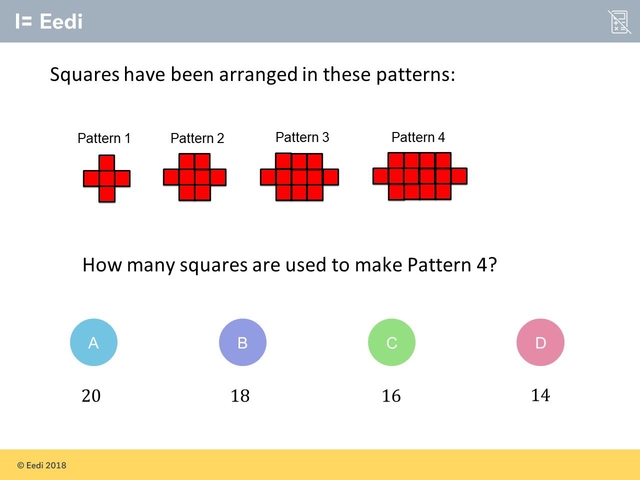 I= Eedi
Squares have been arranged in these patterns:
Pattern 1 Pattern 2 Pattern 3 Pattern 4
How many squares are used to make Pattern 4?
A B C D
20 18 16 14
© Eedi 2018